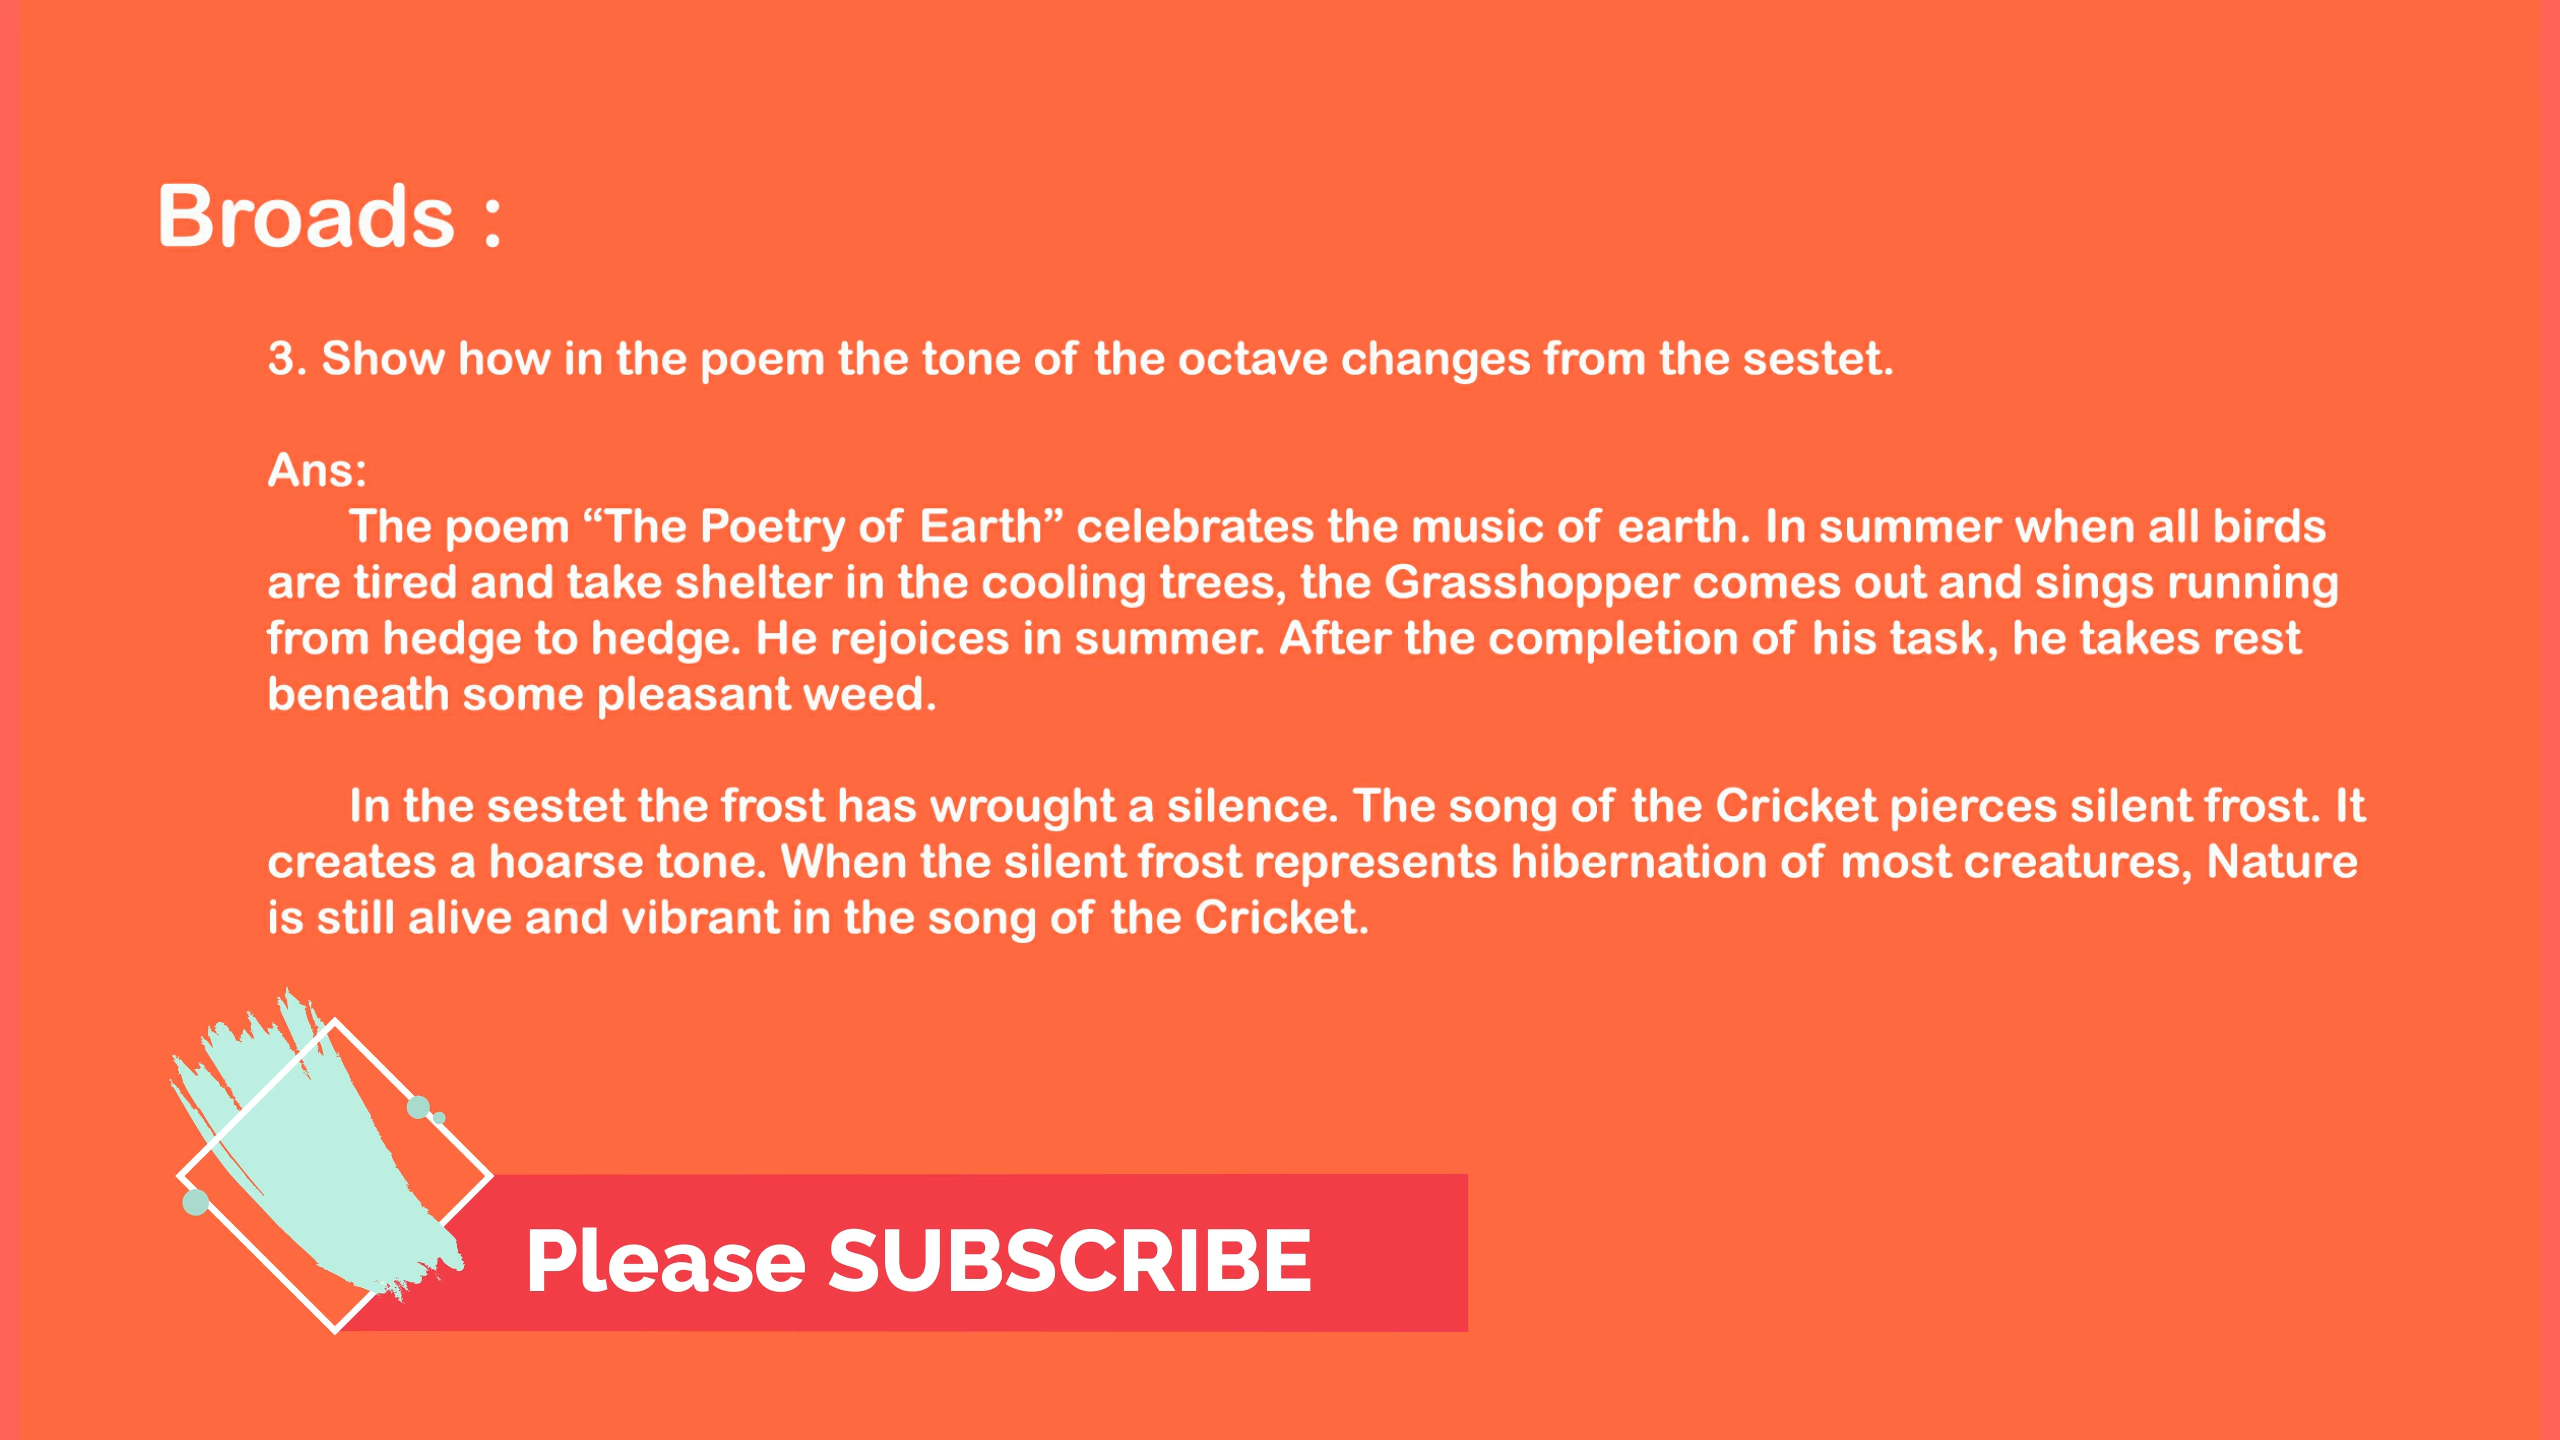 Broads :
3. Show how in the poem the tone of the octave changes from the sestet.
Ans:
The poem “The Poetry of Earth” celebrates the music of earth. In summer when all birds
are tired and take shelter in the cooling trees, the Grasshopper comes out and sings running
from hedge to hedge. He rejoices in summer. After the completion of his task, he takes rest
beneath some pleasant weed.
In the sestet the frost has wrought a silence. The song of the Cricket pierces silent frost. It
creates a hoarse tone. When the silent frost represents hibernation of most creatures, Nature
is still alive and vibrant in the song of the Cricket.
Please SUBSCRIBE